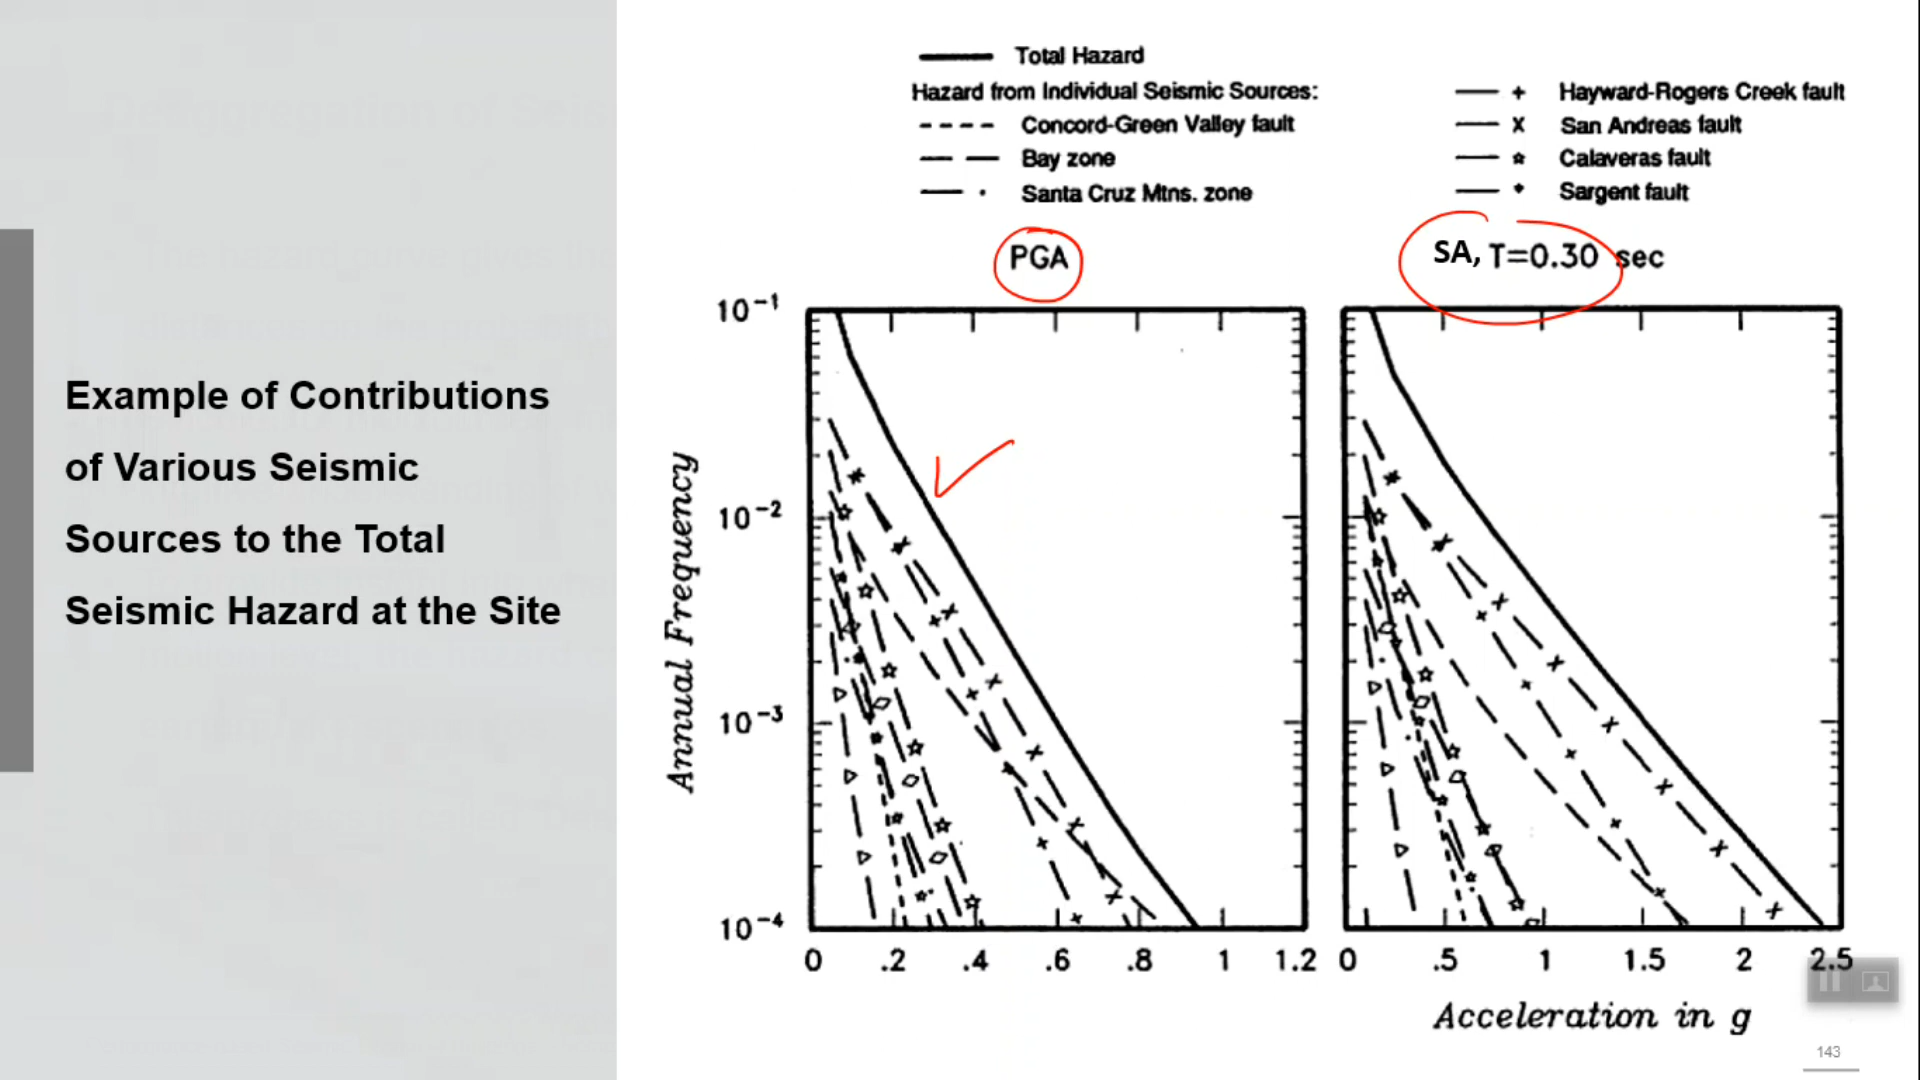 Example of Contributions
of Various Seismic
Sources to the Total
Seismic Hazard at the Site
Total Hazard
Hazard from Individual Seismic Sources:
Concord-Green Valley fault
Bay zone
Santa Cruz Mtns. zone
+ Hayward-Rogers Creek fault
x San Andreas fault
Calaveras fault
Sargent fault
PGA
SA, T=0.30 sec
Annual Frequency
10⁻¹
10⁻²
10⁻³
10⁻⁴
0 .2 .4 .6 .8 1 1.2
0 .5 1 1.5 2 2.5
Acceleration in g
143